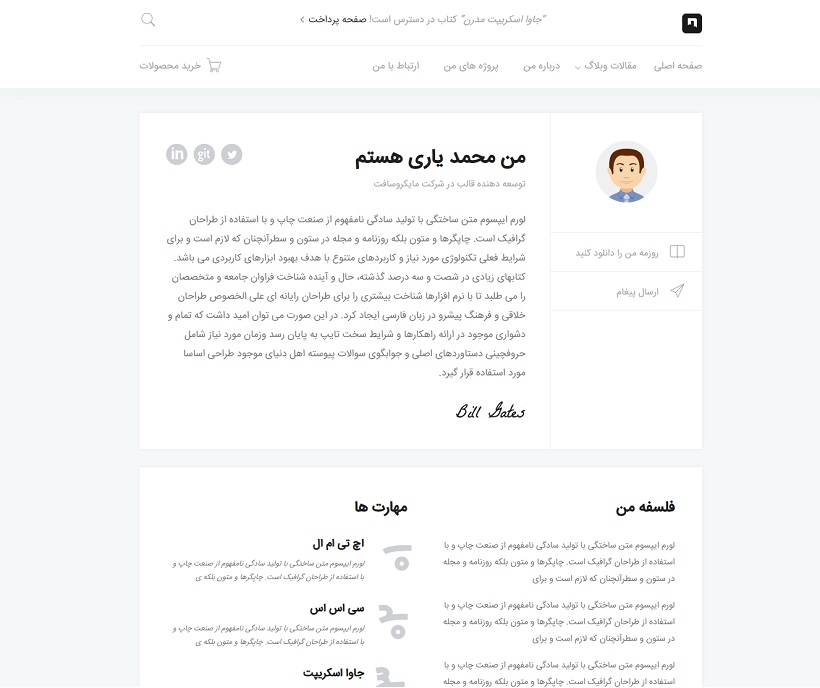 "جاوا اسکریپت مدرن" کتاب در دسترس است! صفحه پرداخت
صفحه اصلی
مقالات وبلاگ
درباره من
پروژه های من
ارتباط با من
خرید محصولات
روزمه من را دانلود کنید
ارسال پیغام
من محمد یاری هستم
git
in
توسعه دهنده قالب در شرکت مایکروسافت
لورم ایپسوم متن ساختگی با تولید سادگی نامفهوم از صنعت چاپ و با استفاده از طراحان
گرافیک است. چاپگرها و متون بلکه روزنامه و مجله در ستون و سطرآنچنان که لازم است و برای
شرایط فعلی تکنولوژی مورد نیاز و کاربردهای متنوع با هدف بهبود ابزارهای کاربردی می باشد.
کتابهای زیادی در شصت و سه درصد گذشته، حال و آینده شناخت فراوان جامعه و متخصصان
را می طلبد تا با نرم افزارها شناخت بیشتری را برای طراحان رایانه ای علی الخصوص طراحان
خلاقی و فرهنگ پیشرو در زبان فارسی ایجاد کرد. در این صورت می توان امید داشت که تمام و
دشواری موجود در ارائه راهکارها و شرایط سخت تایپ به پایان رسد وزمان مورد نیاز شامل
حروفچینی دستاوردهای اصلی و جوابگوی سوالات پیوسته اهل دنیای موجود طراحی اساسا
مورد استفاده قرار گیرد.
Bill Gates
فلسفه من
لورم ایپسوم متن ساختگی با تولید سادگی نامفهوم از صنعت چاپ و با
استفاده از طراحان گرافیک است. چاپگرها و متون بلکه روزنامه و مجله
در ستون و سطرآنچنان که لازم است و برای
لورم ایپسوم متن ساختگی با تولید سادگی نامفهوم از صنعت چاپ و با
استفاده از طراحان گرافیک است. چاپگرها و متون بلکه روزنامه و مجله
در ستون و سطرآنچنان که لازم است و برای
لورم ایپسوم متن ساختگی با تولید سادگی نامفهوم از صنعت چاپ و با
استفاده از طراحان گرافیک است. چاپگرها و متون بلکه روزنامه و مجله
مهارت ها
۰۱
اچ تی ام ال
لورم ایپسوم متن ساختگی با تولید سادگی نامفهوم از صنعت چاپ و
با استفاده از طراحان گرافیک است. چاپگرها و متون بلکه ی
۰۲
سی اس اس
لورم ایپسوم متن ساختگی با تولید سادگی نامفهوم از صنعت چاپ و
با استفاده از طراحان گرافیک است. چاپگرها و متون بلکه ی
جاوا اسکریپت